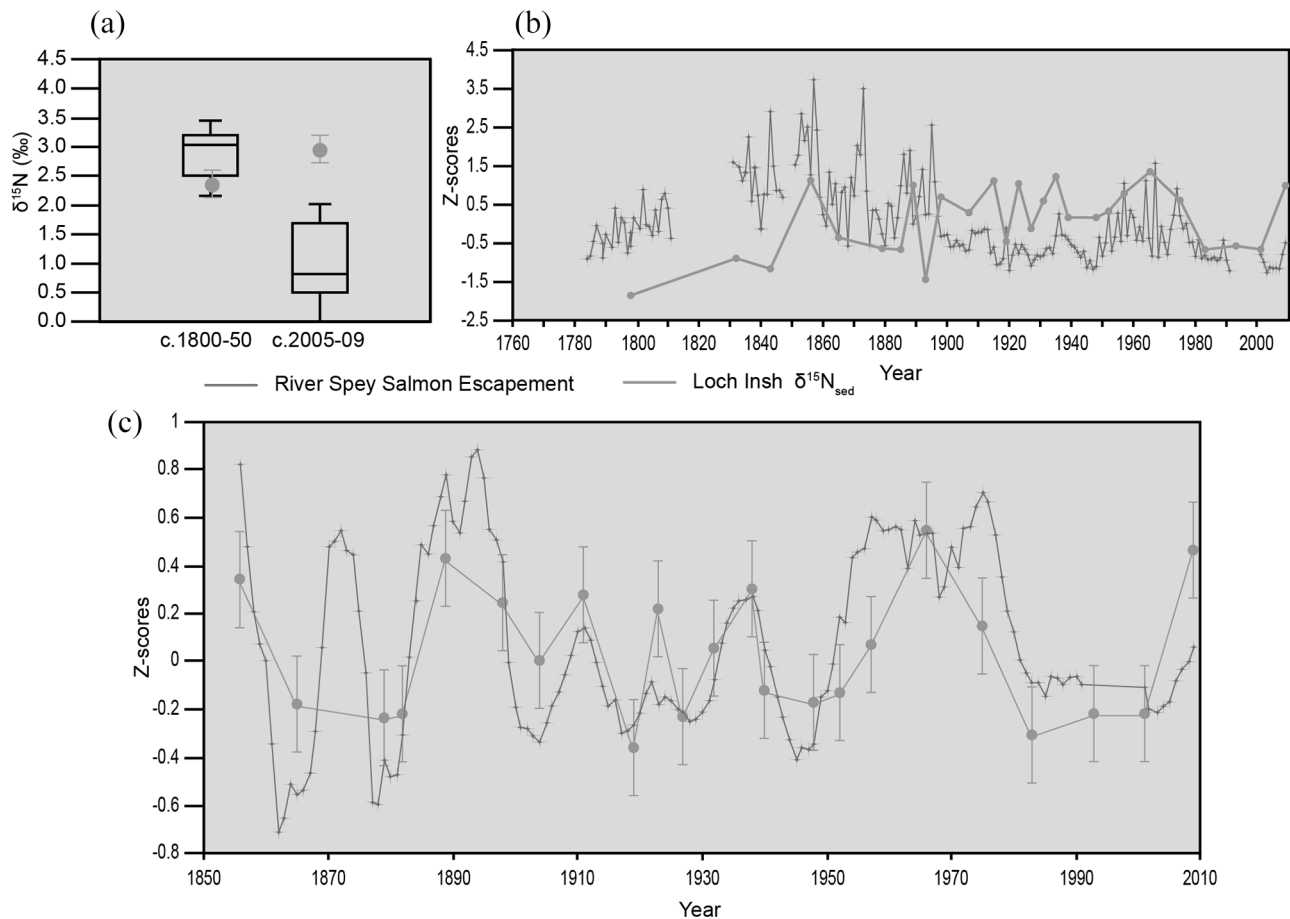 (a)
δ¹⁵N (‰)
4.5
4.0
3.5
3.0
2.5
2.0
1.5
1.0
0.5
0.0
c.1800-50 c.2005-09
(b)
Z-scores
4.5
3.5
2.5
1.5
0.5
-0.5
-1.5
-2.5
1760 1780 1800 1820 1840 1860 1880 1900 1920 1940 1960 1980 2000
Year
River Spey Salmon Escapement
Loch Insh δ¹⁵Nsed
(c)
Z-scores
1
0.8
0.6
0.4
0.2
0
-0.2
-0.4
-0.6
-0.8
1850 1870 1890 1910 1930 1950 1970 1990 2010
Year